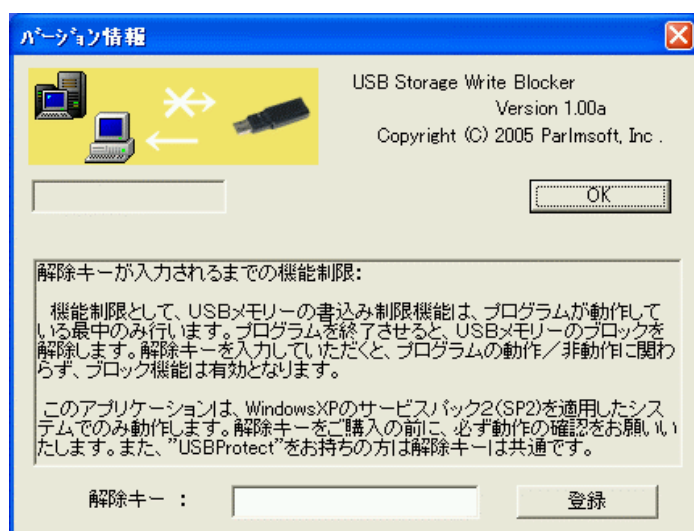 バージョン情報
USB Storage Write Blocker
Version 1.00a
Copyright (C) 2005 Parlmsoft, Inc .
OK
解除キーが入力されるまでの機能制限:
機能制限として、USBメモリーの書込み制限機能は、プログラムが動作して
いる最中のみ行います。プログラムを終了させると、USBメモリーのブロックを
解除します。解除キーを入力していただくと、プログラムの動作/非動作に関わ
らず、ブロック機能は有効となります。
このアプリケーションは、WindowsXPのサービスパック2(SP2)を適用したシス
テムでのみ動作します。解除キーをご購入の前に、必ず動作の確認をお願いい
たします。また、”USBProtect”をお持ちの方は解除キーは共通です。
解除キー :
登録